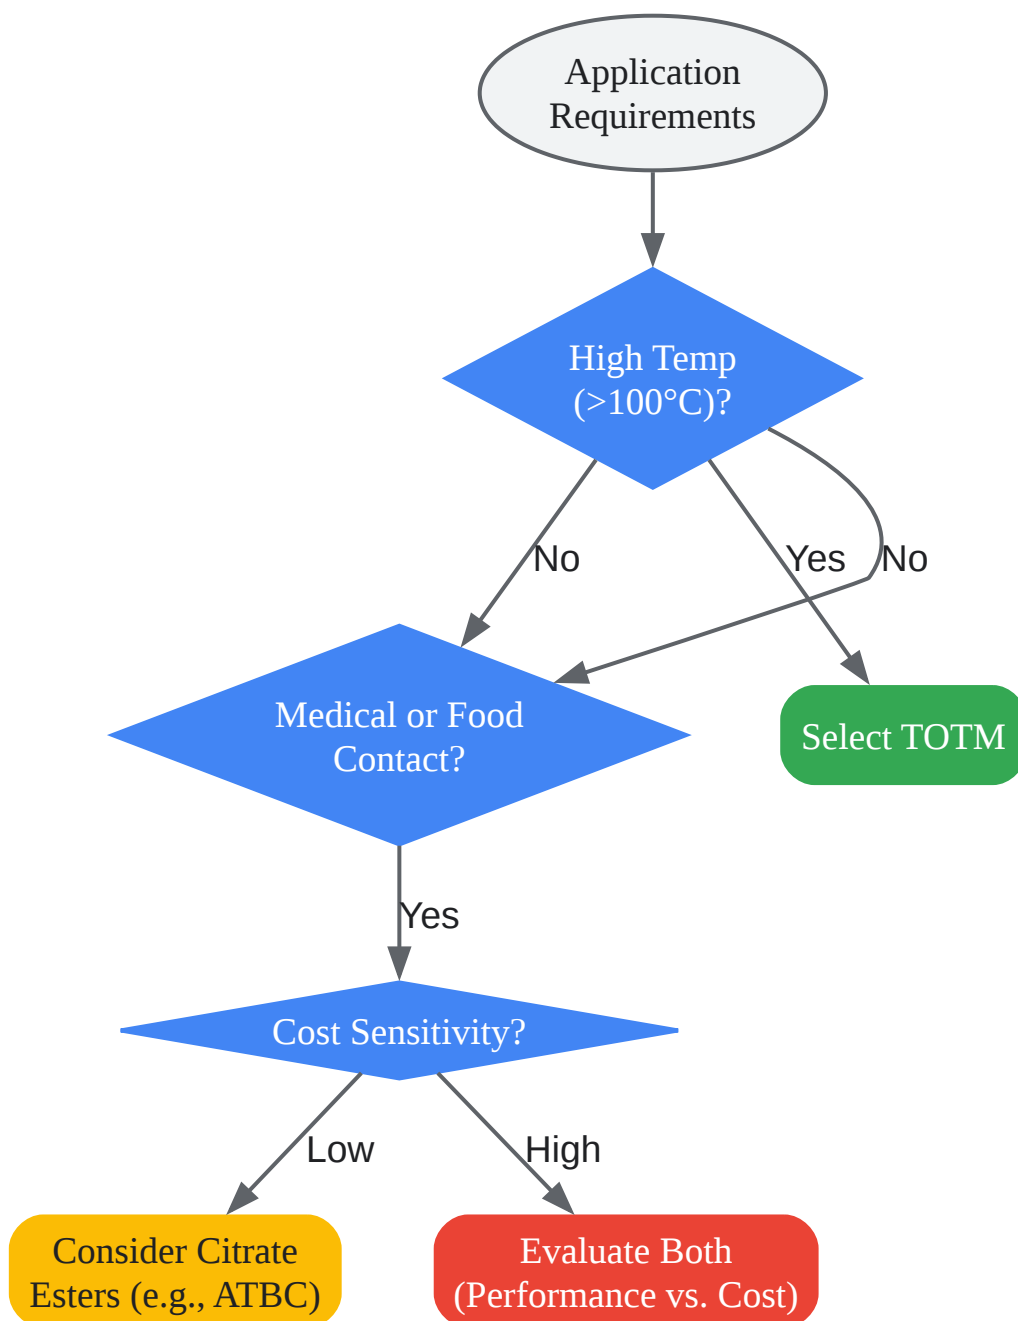 Application
Requirements
High Temp
(>100°C)?
No
Yes
No
Medical or Food
Contact?
Select TOTM
Yes
Cost Sensitivity?
Low
High
Consider Citrate
Esters (e.g., ATBC)
Evaluate Both
(Performance vs. Cost)